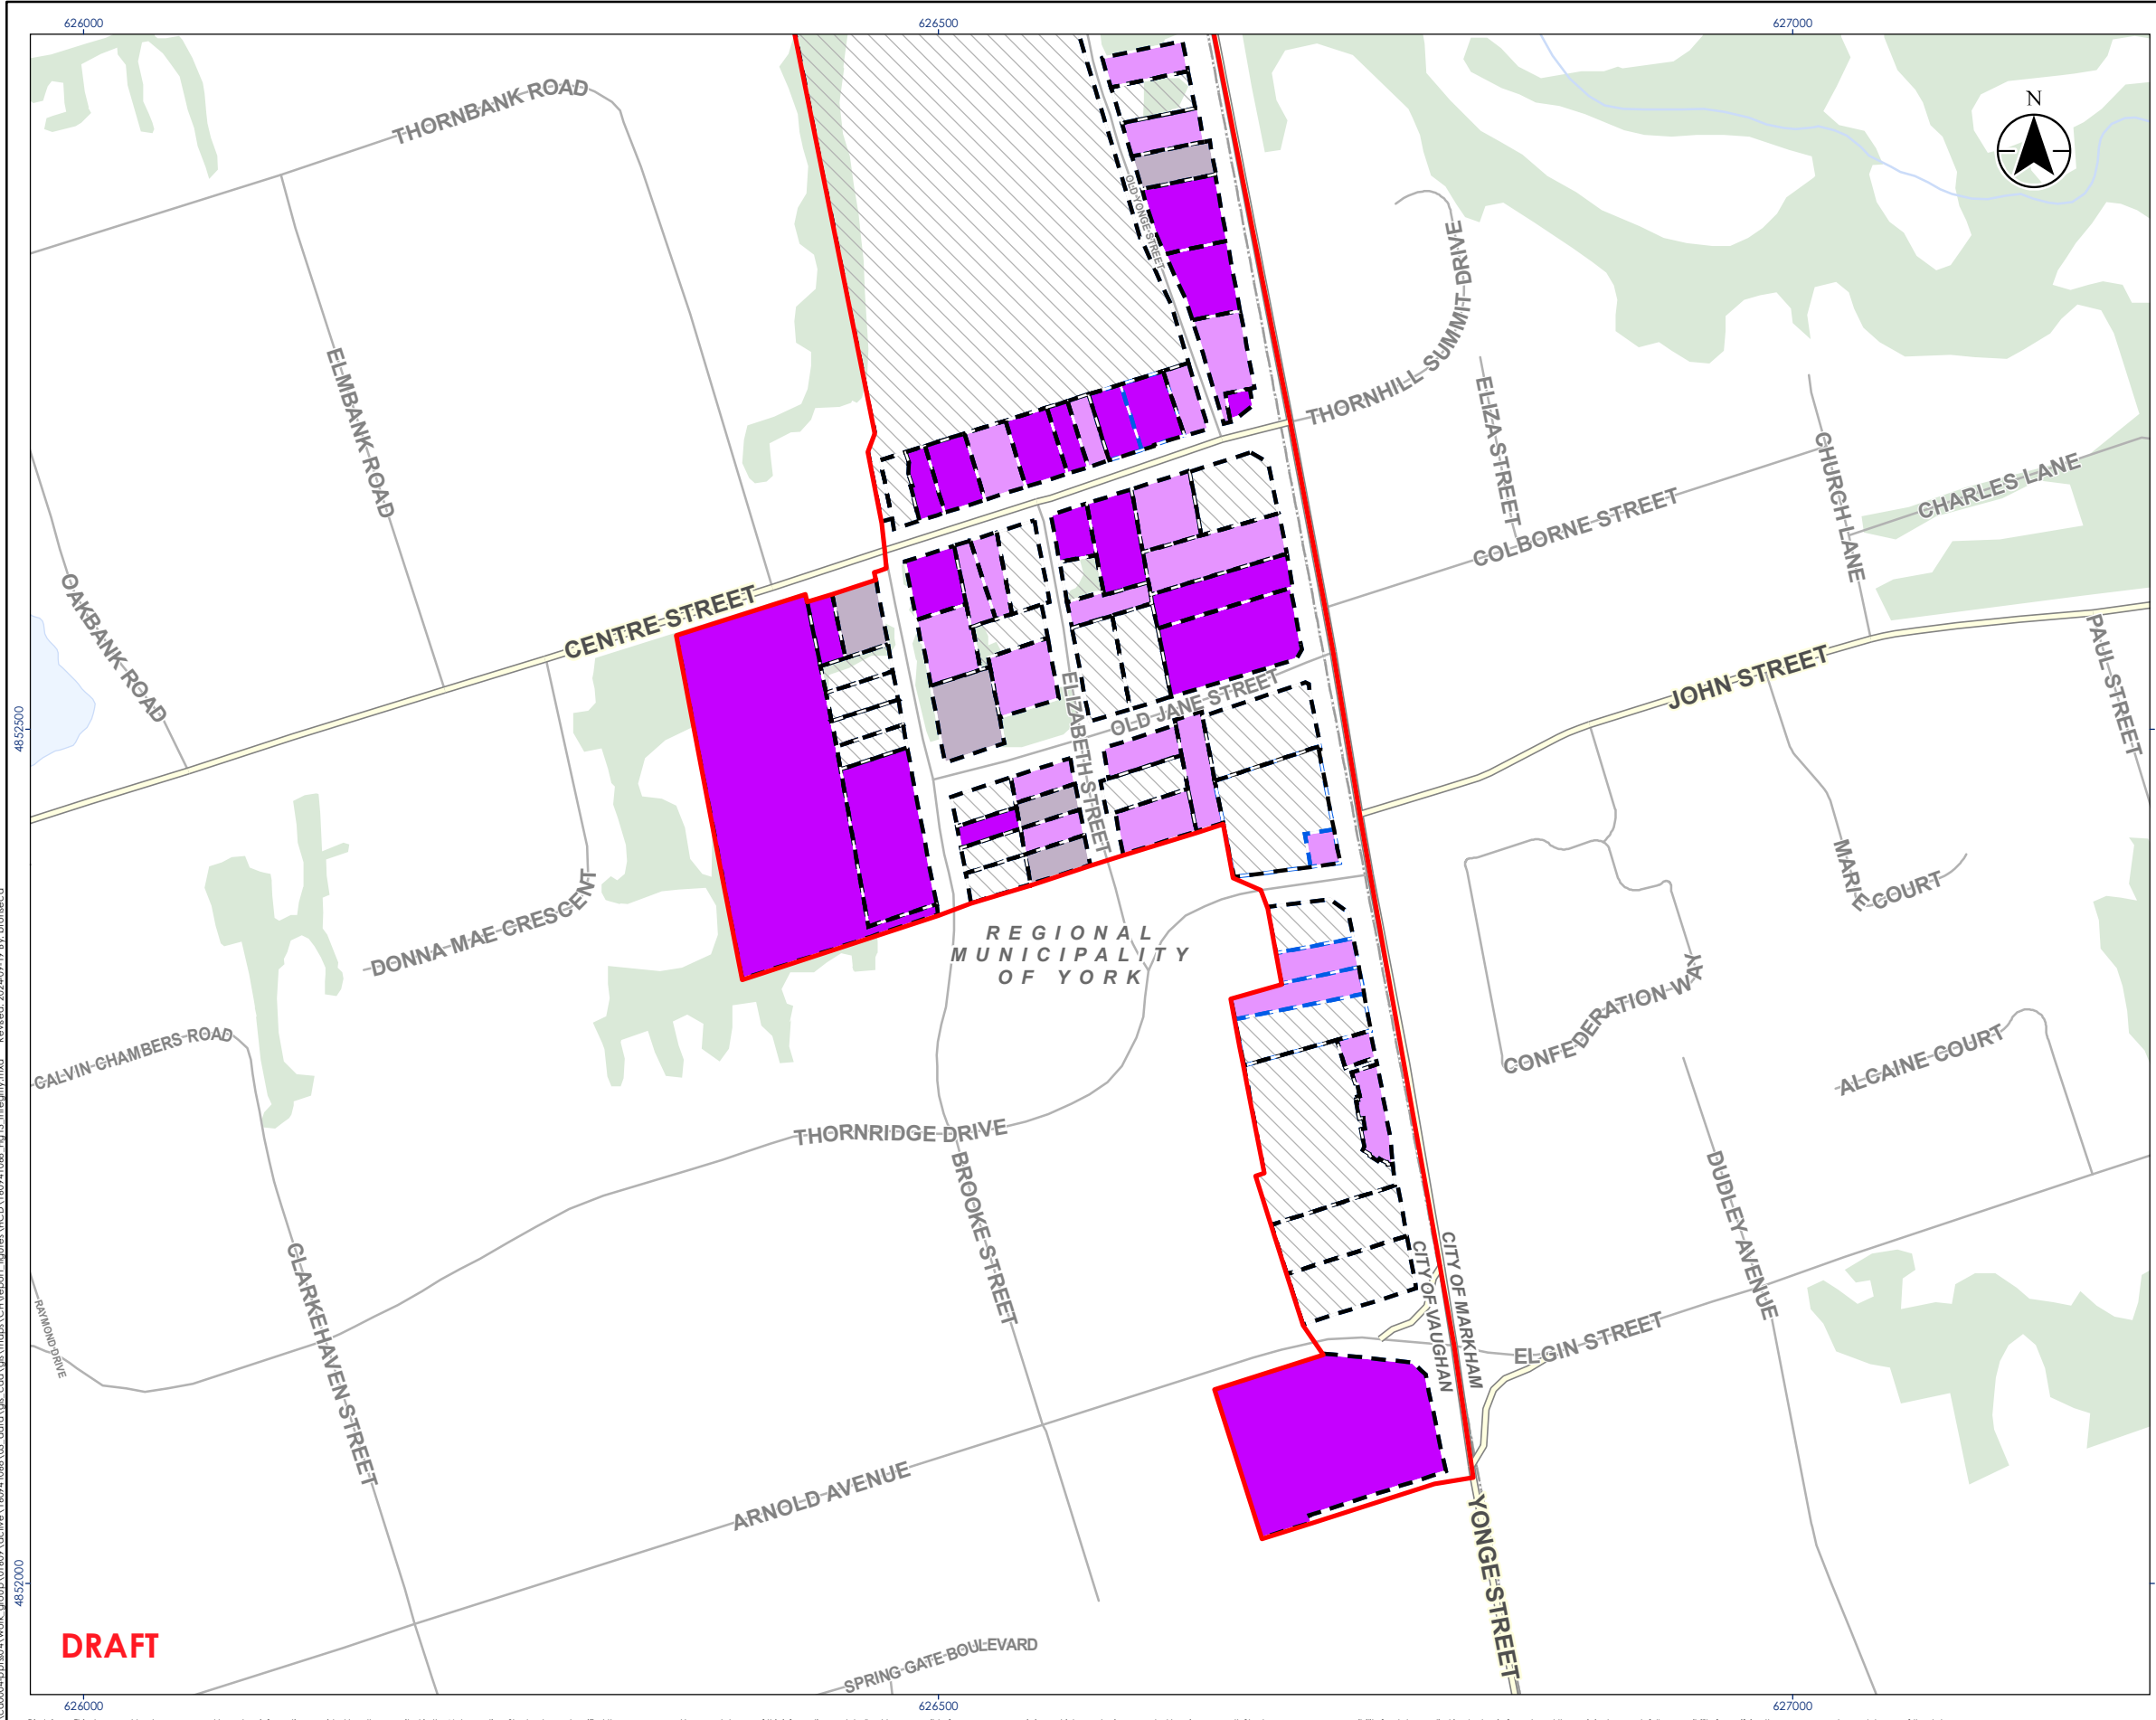 626000
626500
627000
N
THORNBANK ROAD
OLD YONGE STREET
THORNHILL SUMMIT DRIVE
ELMBANK ROAD
ELIZA STREET
CHURCH LANE
CHARLES LANE
COLBORNE STREET
OAKBANK ROAD
CENTRE STREET
PAUL STREET
JOHN STREET
ELIZABETH STREET
OLD JANE STREET
4852500
MARIE COURT
DONNA MAE CRESCENT
REGIONAL
MUNICIPALITY
OF YORK
CONFEDERATION WAY
CALVIN CHAMBERS ROAD
ALCAINE COURT
THORNRIDGE DRIVE
BROOKE STREET
DUDLEY AVENUE
CLARKEHAVEN STREET
CITY OF MARKHAM
CITY OF VAUGHAN
RAYMOND DRIVE
ELGIN STREET
ARNOLD AVENUE
YONGE STREET
4852000
DRAFT
SPRING GATE BOULEVARD
626000
626500
627000